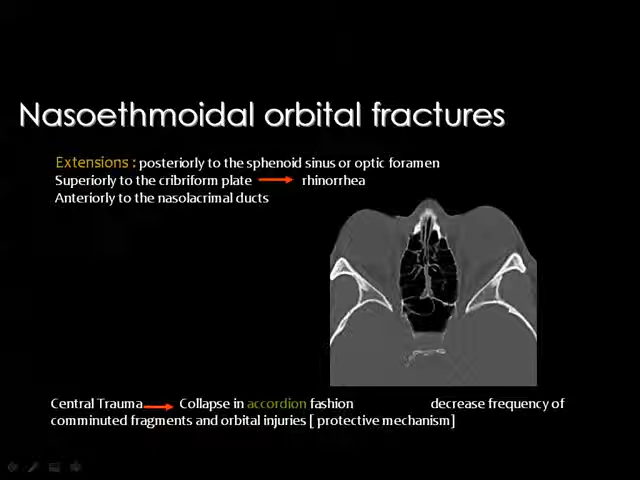 Nasoethmoidal orbital fractures
Extensions : posteriorly to the sphenoid sinus or optic foramen
Superiorly to the cribriform plate rhinorrhea
Anteriorly to the nasolacrimal ducts
Central Trauma Collapse in accordion fashion decrease frequency of
comminuted fragments and orbital injuries [ protective mechanism]